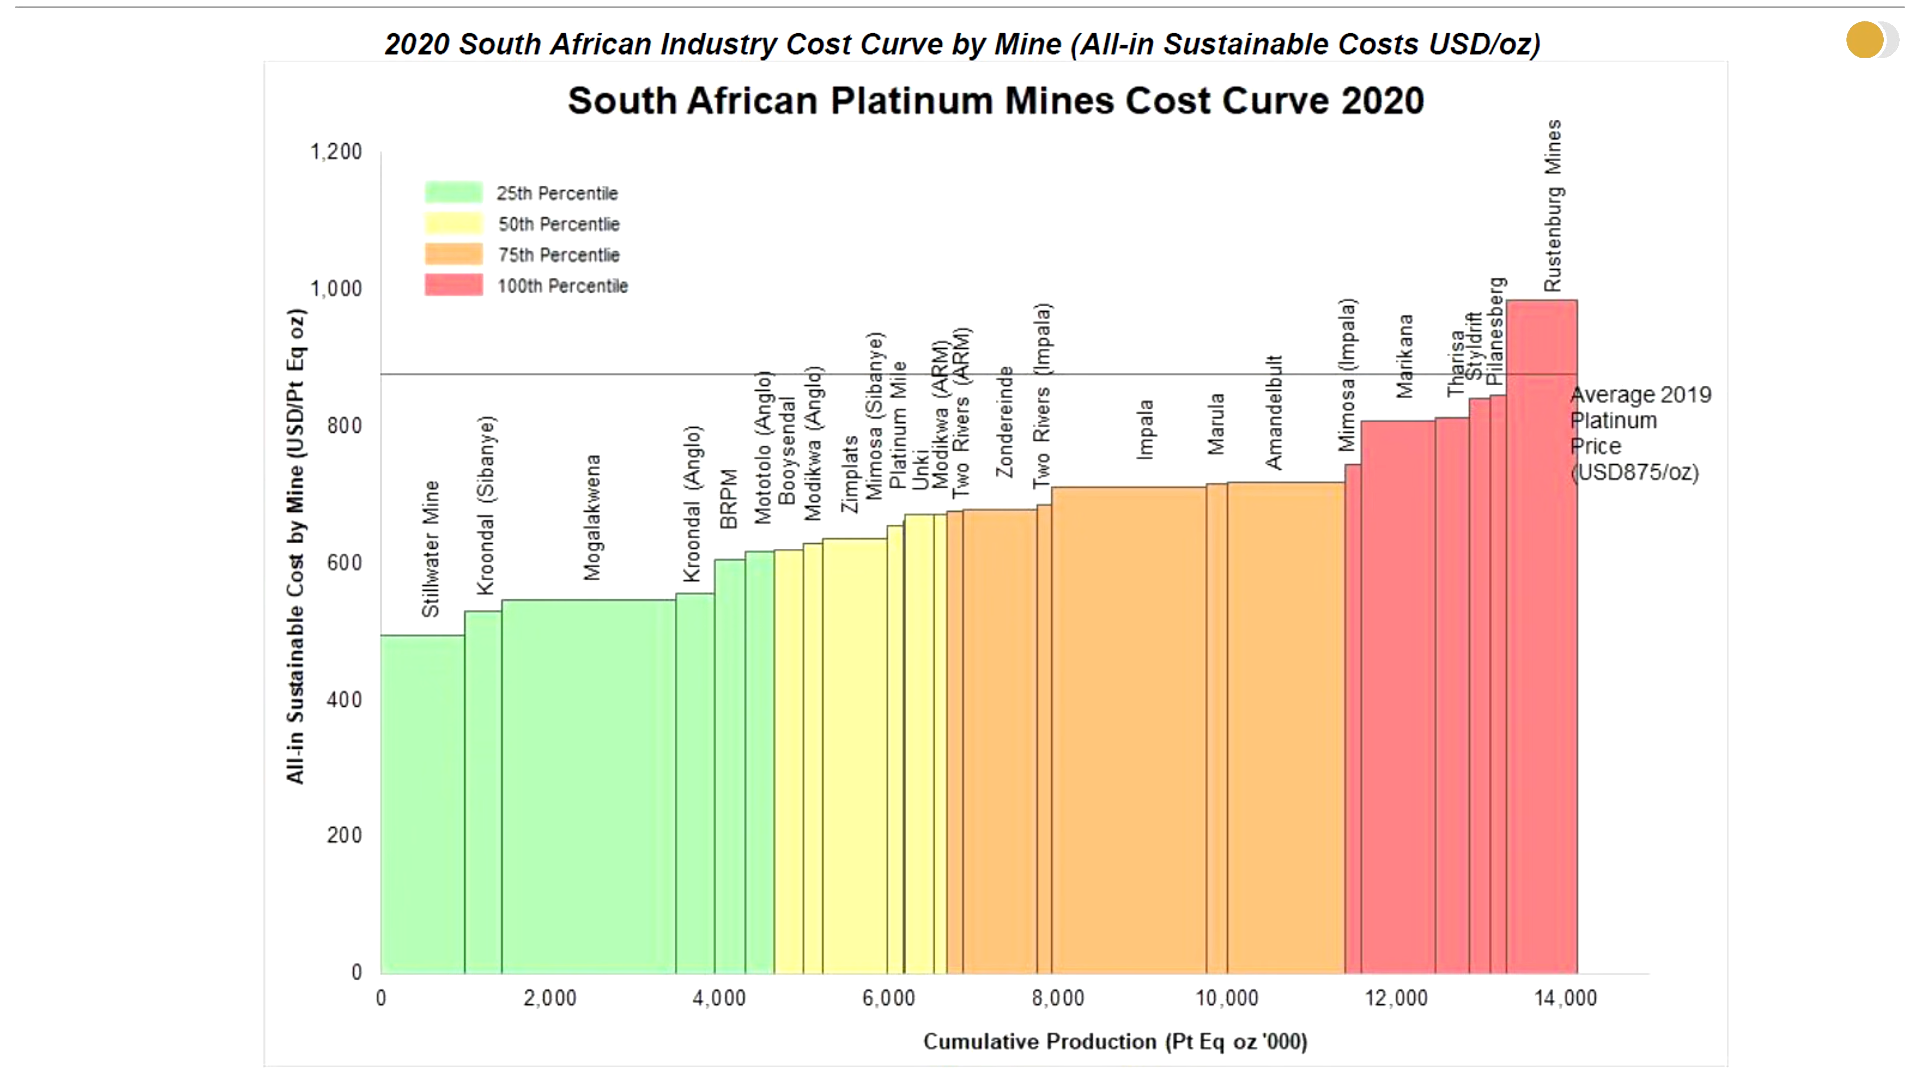 2020 South African Industry Cost Curve by Mine (All-in Sustainable Costs USD/oz)
South African Platinum Mines Cost Curve 2020
1,200
1,000
800
600
400
200
0
All-in Sustainable Cost by Mine (USD/Pt Eq oz)
25th Percentile
50th Percentlie
75th Percentlie
100th Percentile
Stillwater Mine
Kroondal (Sibanye)
Mogalakwena
Kroondal (Anglo)
BRPM
Mototolo (Anglo)
Booysendal
Modikwa (Anglo)
Zimplats
Mimosa (Sibanye)
Platinum Mile
Unki
Modikwa (ARM)
Two Rivers (ARM)
Zondereinde
Two Rivers (Impala)
Impala
Marula
Amandelbult
Mimosa (Impala)
Marikana
Tharisa
Styldrift
Pilanesberg
Rustenburg Mines
Average 2019
Platinum
Price
(USD875/oz)
0
2,000
4,000
6,000
8,000
10,000
12,000
14,000
Cumulative Production (Pt Eq oz '000)